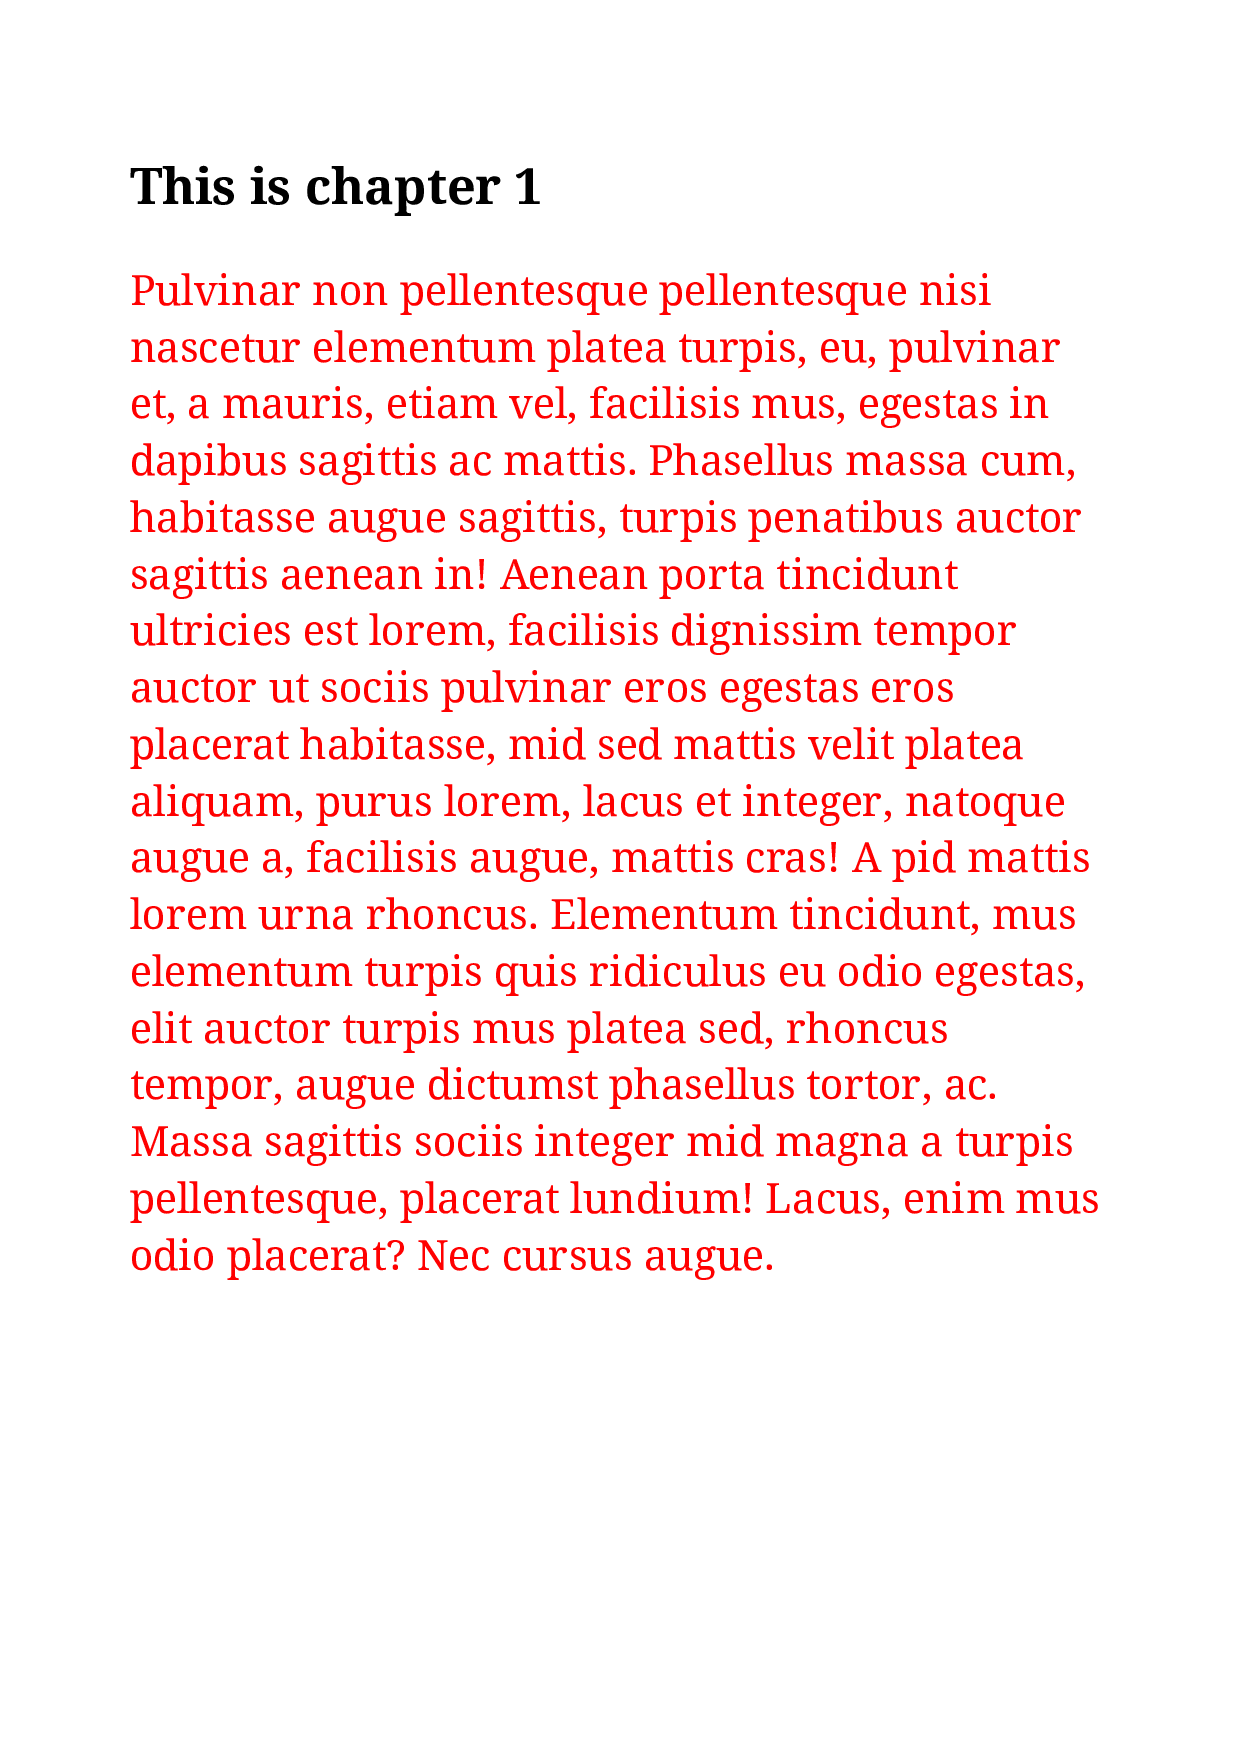 This is chapter 1
Pulvinar non pellentesque pellentesque nisi
nascetur elementum platea turpis, eu, pulvinar
et, a mauris, etiam vel, facilisis mus, egestas in
dapibus sagittis ac mattis. Phasellus massa cum,
habitasse augue sagittis, turpis penatibus auctor
sagittis aenean in! Aenean porta tincidunt
ultricies est lorem, facilisis dignissim tempor
auctor ut sociis pulvinar eros egestas eros
placerat habitasse, mid sed mattis velit platea
aliquam, purus lorem, lacus et integer, natoque
augue a, facilisis augue, mattis cras! A pid mattis
lorem urna rhoncus. Elementum tincidunt, mus
elementum turpis quis ridiculus eu odio egestas,
elit auctor turpis mus platea sed, rhoncus
tempor, augue dictumst phasellus tortor, ac.
Massa sagittis sociis integer mid magna a turpis
pellentesque, placerat lundium! Lacus, enim mus
odio placerat? Nec cursus augue.